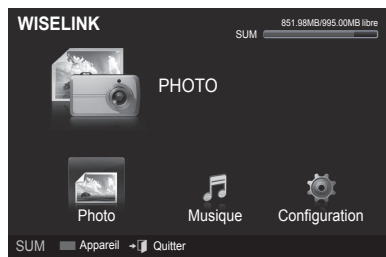 WISELINK
851.98MB/995.00MB libre
SUM
PHOTO
Photo
Musique
Configuration
SUM Appareil Quitter